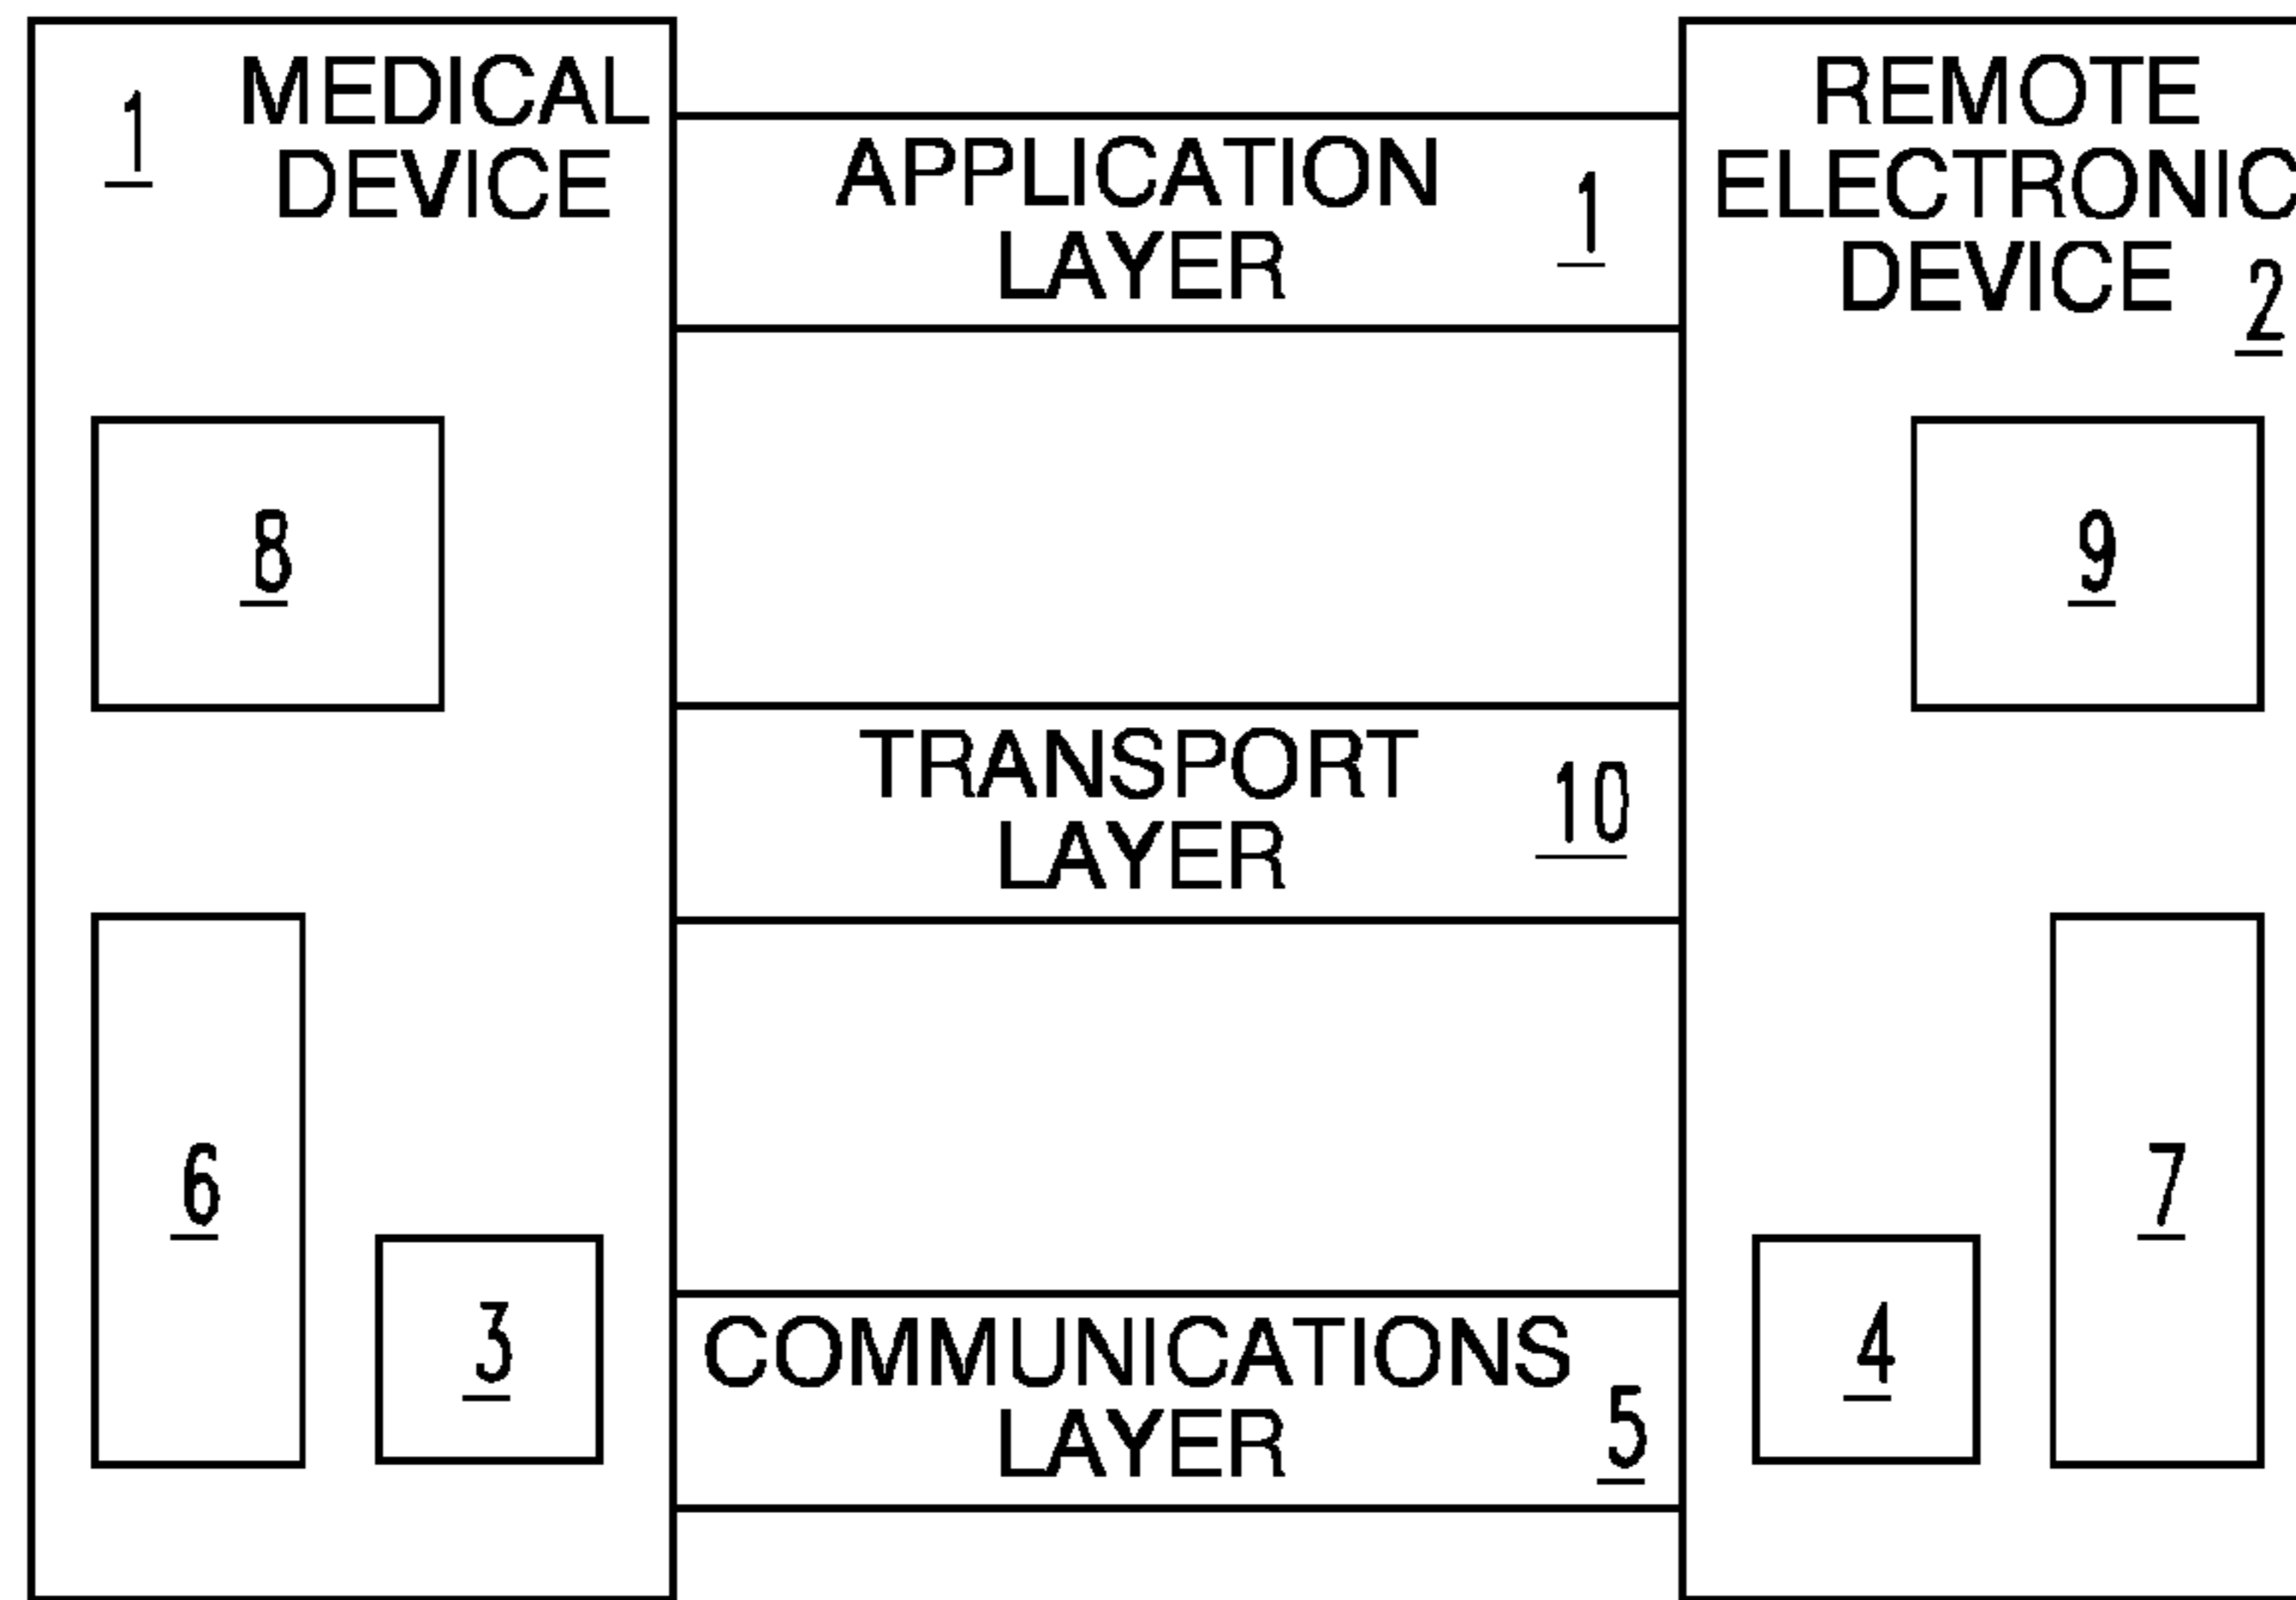 1
MEDICAL
DEVICE
8
6
3
APPLICATION
LAYER
1
TRANSPORT
LAYER
10
COMMUNICATIONS
LAYER
5
REMOTE
ELECTRONIC
DEVICE
2
9
4
7